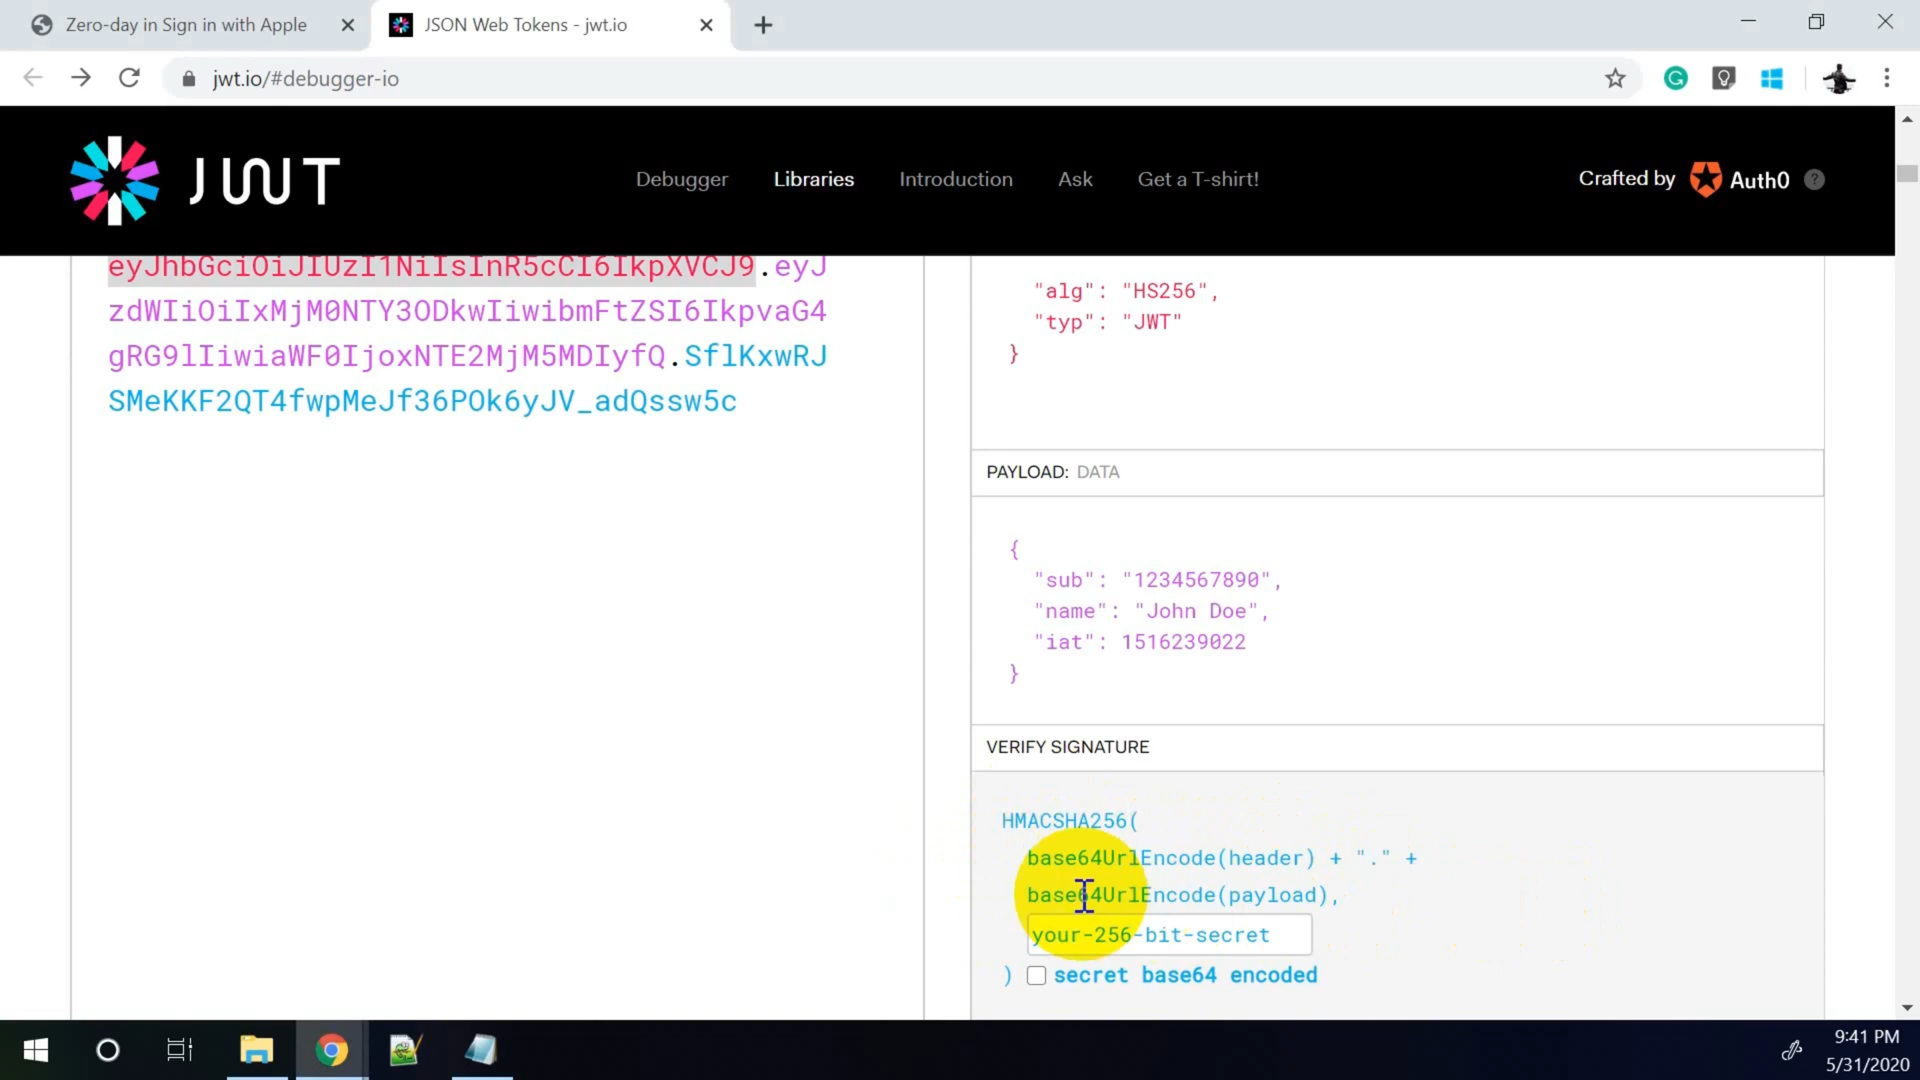 Zero-day in Sign in with Apple
JSON Web Tokens - jwt.io
jwt.io/#debugger-io
JWT
Debugger
Libraries
Introduction
Ask
Get a T-shirt!
Crafted by
Auth0
?
eyJhbGciOiJIUzI1NiIsInR5cCI6IkpXVCJ9.eyJ
zdWIiOiIxMjM0NTY3ODkwIiwibmFtZSI6IkpvaG4
gRG9lIiwiaWF0IjoxNTE2MjM5MDIyfQ.SflKxwRJ
SMeKKF2QT4fwpMeJf36POk6yJV_adQssw5c
"alg": "HS256",
"typ": "JWT"
}
PAYLOAD: DATA
{
"sub": "1234567890",
"name": "John Doe",
"iat": 1516239022
}
VERIFY SIGNATURE
HMACSHA256(
base64UrlEncode(header) + "." +
base64UrlEncode(payload),
your-256-bit-secret
) secret base64 encoded
9:41 PM
5/31/2020